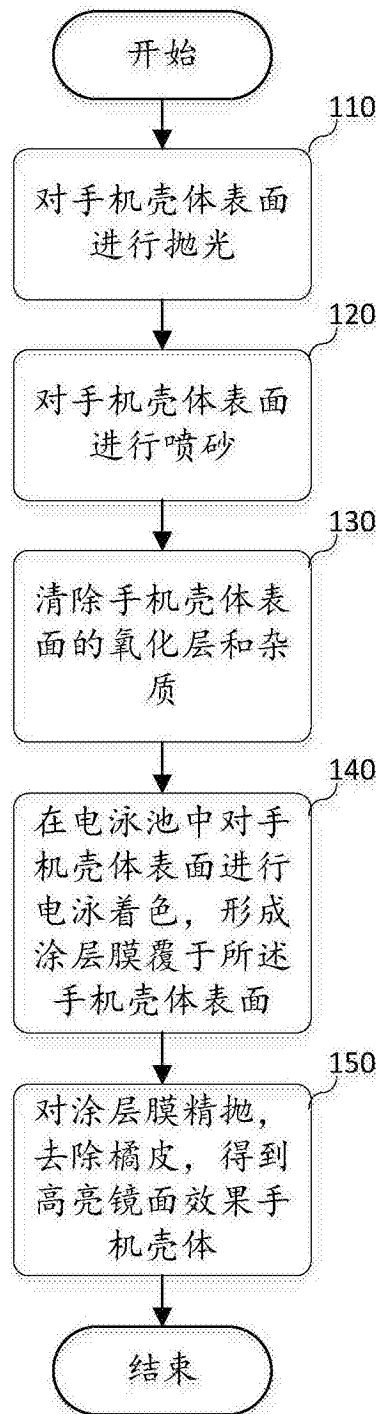 开始
110
对手机壳体表面
进行抛光
120
对手机壳体表面
进行喷砂
130
清除手机壳体表
面的氧化层和杂
质
140
在电泳池中对手
机壳体表面进行
电泳着色，形成
涂层膜覆于所述
手机壳体表面
150
对涂层膜精抛，
去除橘皮，得到
高亮镜面效果手
机壳体
结束